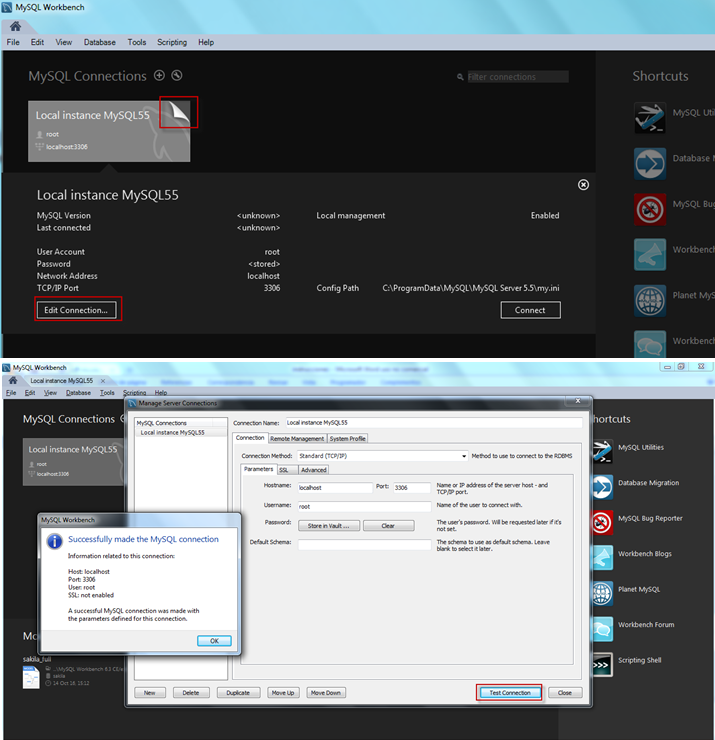 MySQL Workbench
File Edit View Database Tools Scripting Help
MySQL Connections
Filter connections
Shortcuts
Local instance MySQL55
root
localhost:3306
MySQL Uti
Database M
MySQL Bug
Workbench
Planet MyS
Workbench
Local instance MySQL55
MySQL Version <unknown> Local management Enabled
Last connected <unknown>
User Account root
Password <stored>
Network Address localhost
TCP/IP Port 3306 Config Path C:\ProgramData\MySQL\MySQL Server 5.5\my.ini
Edit Connection... Connect
MySQL Workbench
Local instance MySQL55
File Edit View Database Tools Scripting Help
MySQL Connections
Local instance MySQL55
root
localhost:3306
Manage Server Connections
MySQL Connections
Local instance MySQL55
Connection Name: Local instance MySQL55
Connection Remote Management System Profile
Connection Method: Standard (TCP/IP) Method to use to connect to the RDBMS
Parameters SSL Advanced
Hostname: localhost Port: 3306 Name or IP address of the server host - and
TCP/IP port.
Username: root Name of the user to connect with.
Password: Store in Vault ... Clear The user's password. Will be requested later if it's
not set.
Default Schema: The schema to use as default schema. Leave
blank to select it later.
New Delete Duplicate Move Up Move Down Test Connection Close
MySQL Workbench
Successfully made the MySQL connection
Information related to this connection:
Host: localhost
Port: 3306
User: root
SSL: not enabled
A successful MySQL connection was made with
the parameters defined for this connection.
OK
hortcuts
MySQL Utilities
Database Migration
MySQL Bug Reporter
Workbench Blogs
Planet MySQL
Workbench Forum
Scripting Shell
Mo
sakila_full
sakila